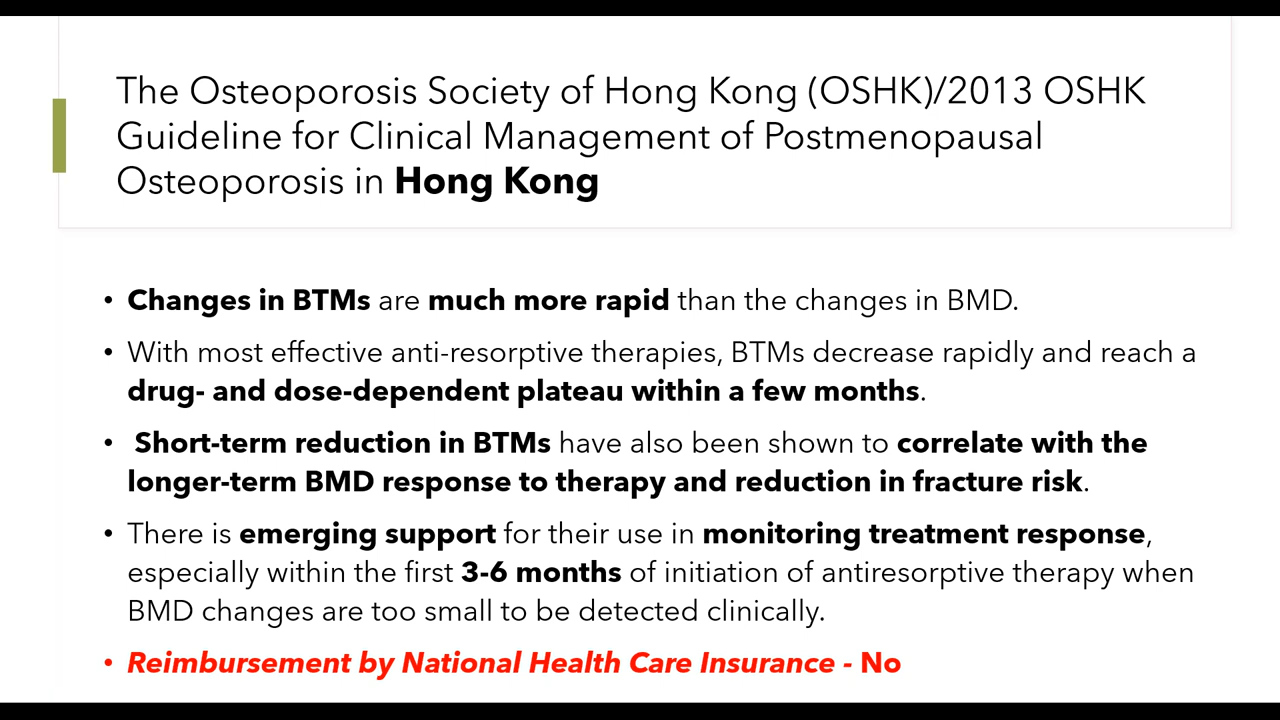 The Osteoporosis Society of Hong Kong (OSHK)/2013 OSHK
Guideline for Clinical Management of Postmenopausal
Osteoporosis in Hong Kong
• Changes in BTMs are much more rapid than the changes in BMD.
• With most effective anti-resorptive therapies, BTMs decrease rapidly and reach a
drug- and dose-dependent plateau within a few months.
• Short-term reduction in BTMs have also been shown to correlate with the
longer-term BMD response to therapy and reduction in fracture risk.
• There is emerging support for their use in monitoring treatment response,
especially within the first 3-6 months of initiation of antiresorptive therapy when
BMD changes are too small to be detected clinically.
• Reimbursement by National Health Care Insurance - No